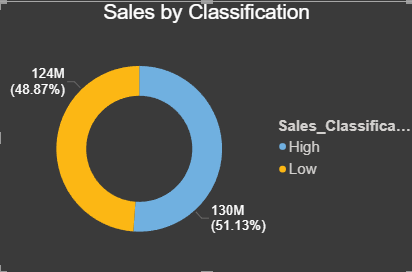 Sales by Classification
124M
(48.87%)
Sales_Classifica...
High
Low
130M
(51.13%)